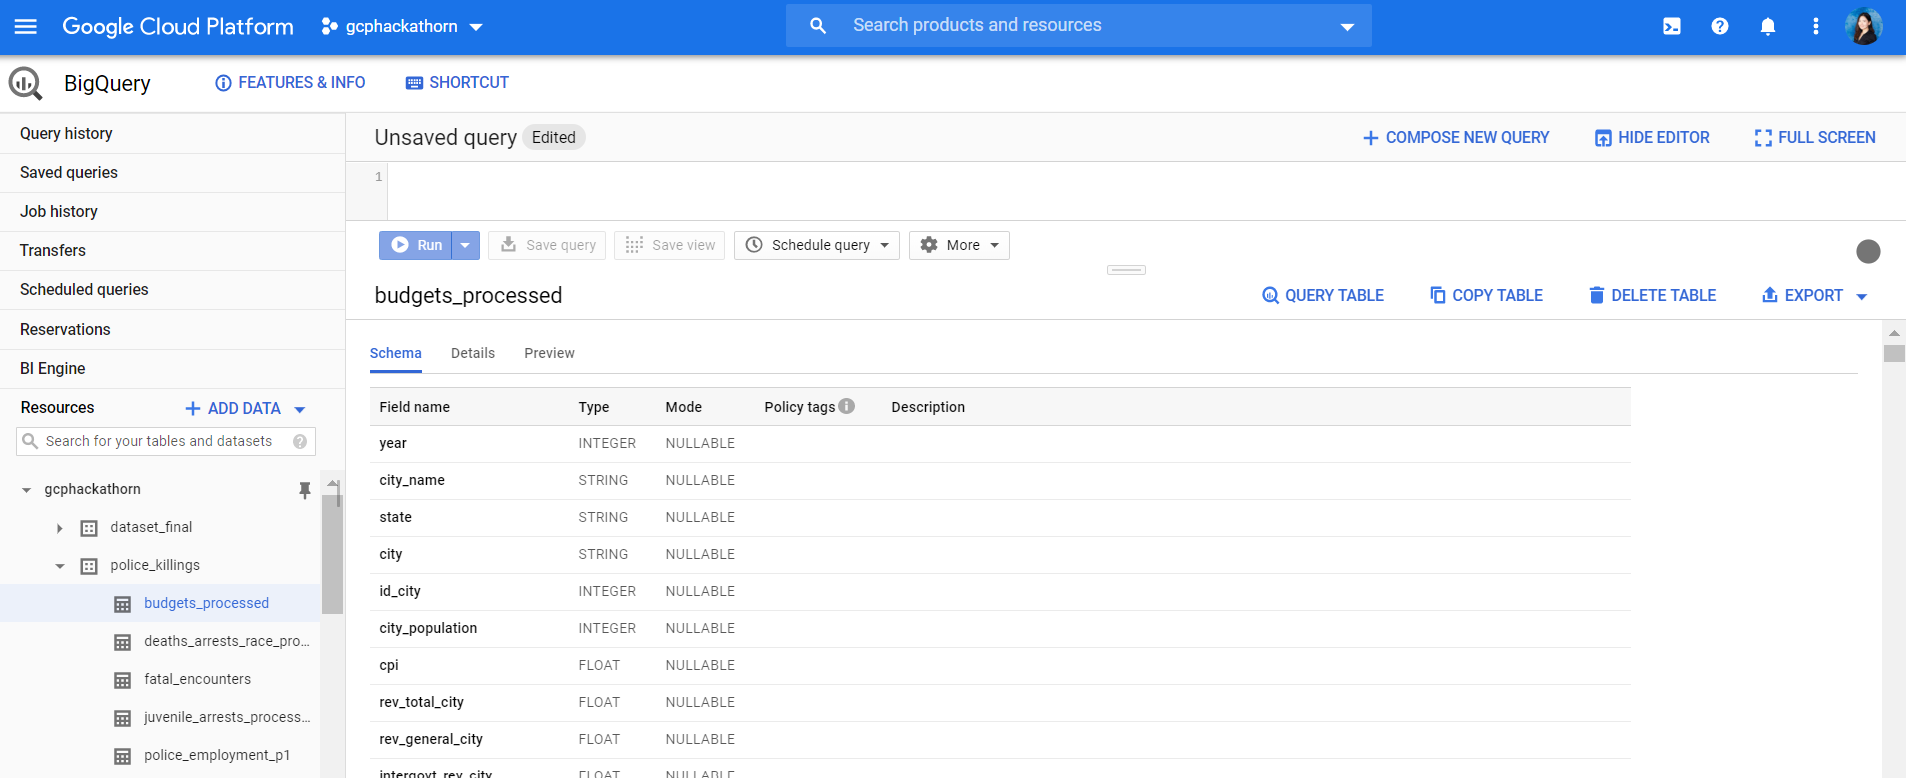 Google Cloud Platform gcphackathorn Search products and resources
BigQuery FEATURES & INFO SHORTCUT
Query history
Saved queries
Job history
Transfers
Scheduled queries
Reservations
BI Engine
Resources ADD DATA
Search for your tables and datasets
gcphackathorn
dataset_final
police_killings
budgets_processed
deaths_arrests_race_pro...
fatal_encounters
juvenile_arrests_process...
police_employment_p1
Unsaved query Edited COMPOSE NEW QUERY HIDE EDITOR FULL SCREEN
1
Run Save query Save view Schedule query More
budgets_processed QUERY TABLE COPY TABLE DELETE TABLE EXPORT
Schema Details Preview
Field name Type Mode Policy tags Description
year INTEGER NULLABLE
city_name STRING NULLABLE
state STRING NULLABLE
city STRING NULLABLE
id_city INTEGER NULLABLE
city_population INTEGER NULLABLE
cpi FLOAT NULLABLE
rev_total_city FLOAT NULLABLE
rev_general_city FLOAT NULLABLE
intergovt_rev_city FLOAT NULLABLE